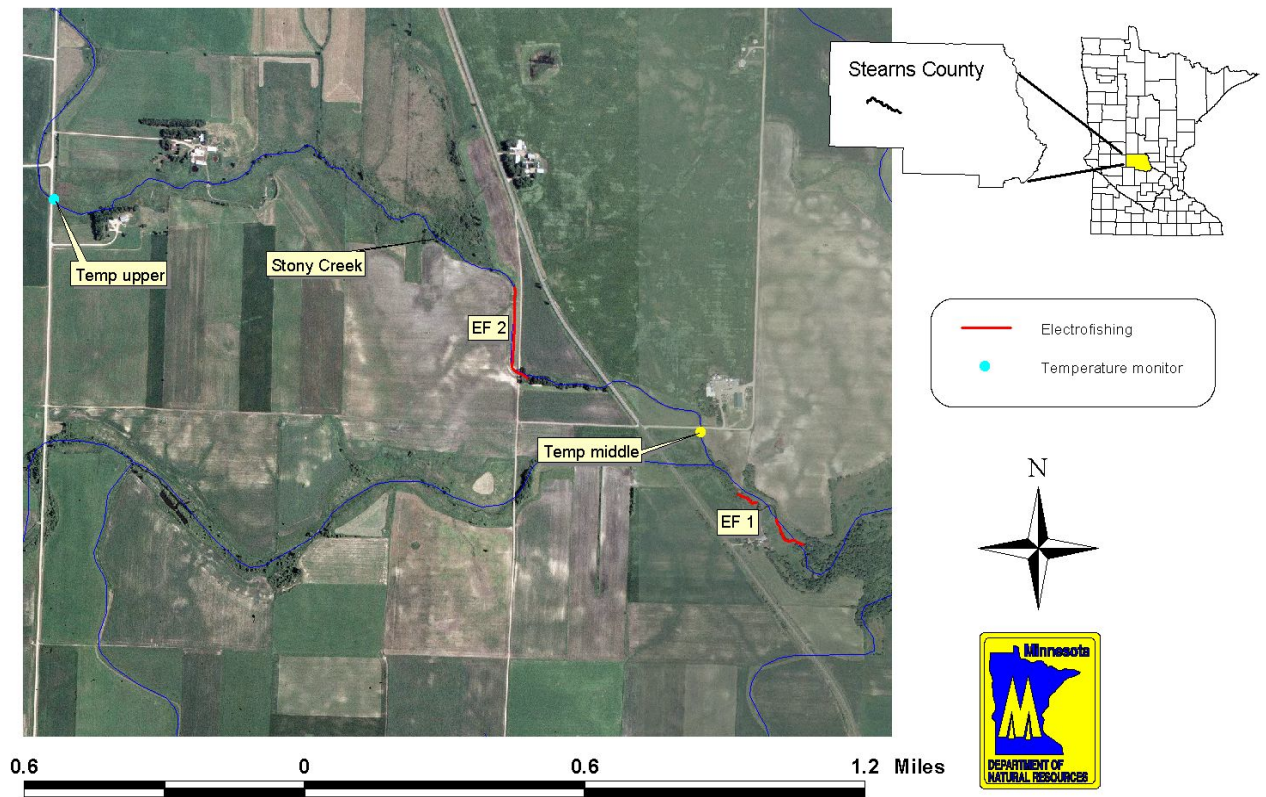 Stearns County
Temp upper
Stony Creek
EF 2
Temp middle
EF 1
Electrofishing
Temperature monitor
N
Minnesota
M
DEPARTMENT OF
NATURAL RESOURCES
0.6 0 0.6 1.2 Miles